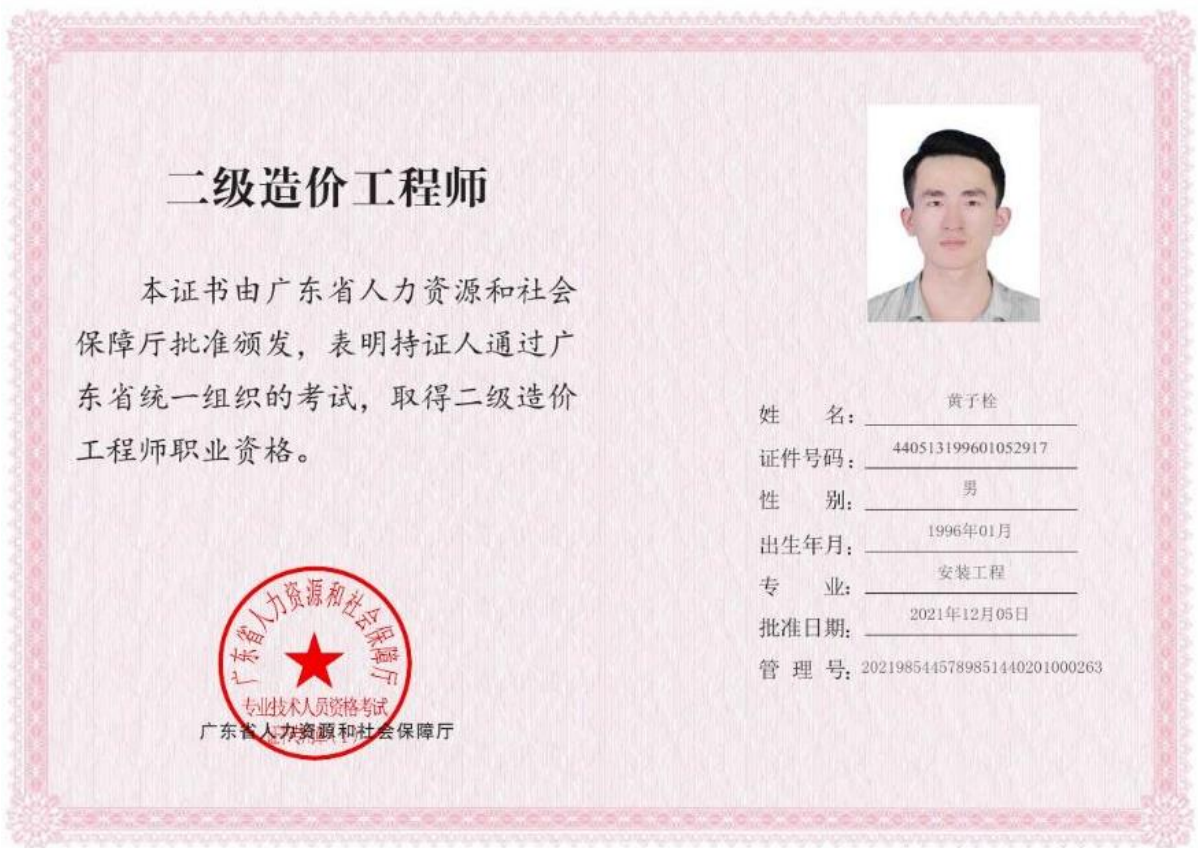 二级造价工程师
本证书由广东省人力资源和社会
保障厅批准颁发，表明持证人通过广
东省统一组织的考试，取得二级造价
工程师职业资格。
广东省人力资源和社会保障厅
专业技术人员资格考试
广东省人力资源和社会保障厅
姓 名：黄子栓
证件号码：440513199601052917
性 别：男
出生年月：1996年01月
专 业：安装工程
批准日期：2021年12月05日
管 理 号：20219854457898514402010002​63